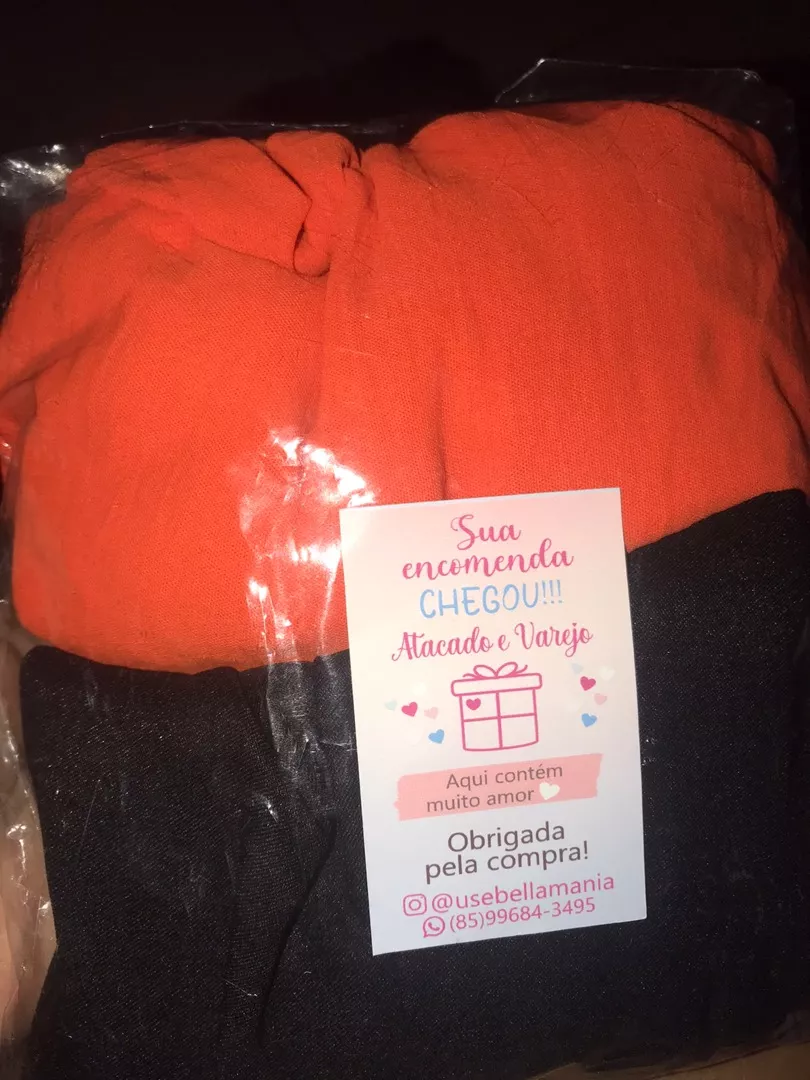 Sua
encomenda
CHEGOU!!!
Atacado e Varejo
Aqui contém
muito amor
Obrigada
pela compra!
@usebellamania
(85)99684-3495